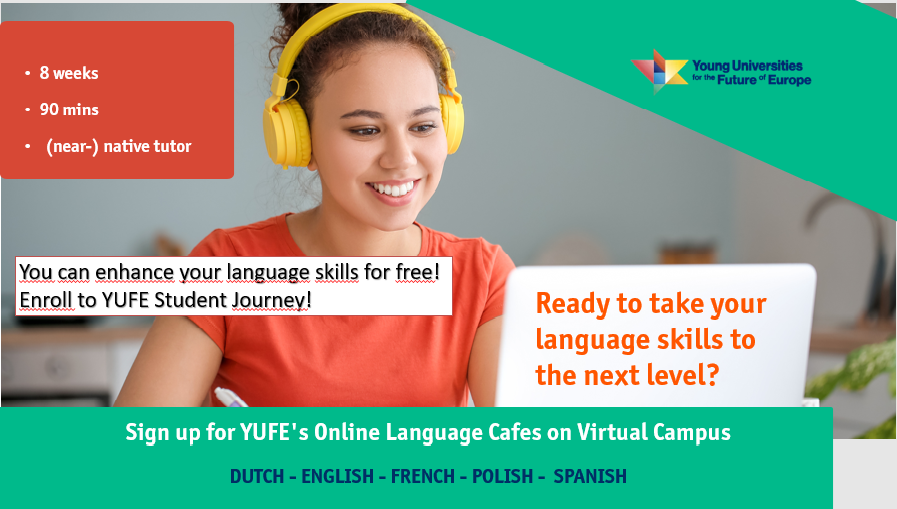 • 8 weeks
• 90 mins
• (near-) native tutor
Young Universities
for the Future of Europe
You can enhance your language skills for free!
Enroll to YUFE Student Journey!
Ready to take your
language skills to
the next level?
Sign up for YUFE's Online Language Cafes on Virtual Campus
DUTCH - ENGLISH - FRENCH - POLISH - SPANISH